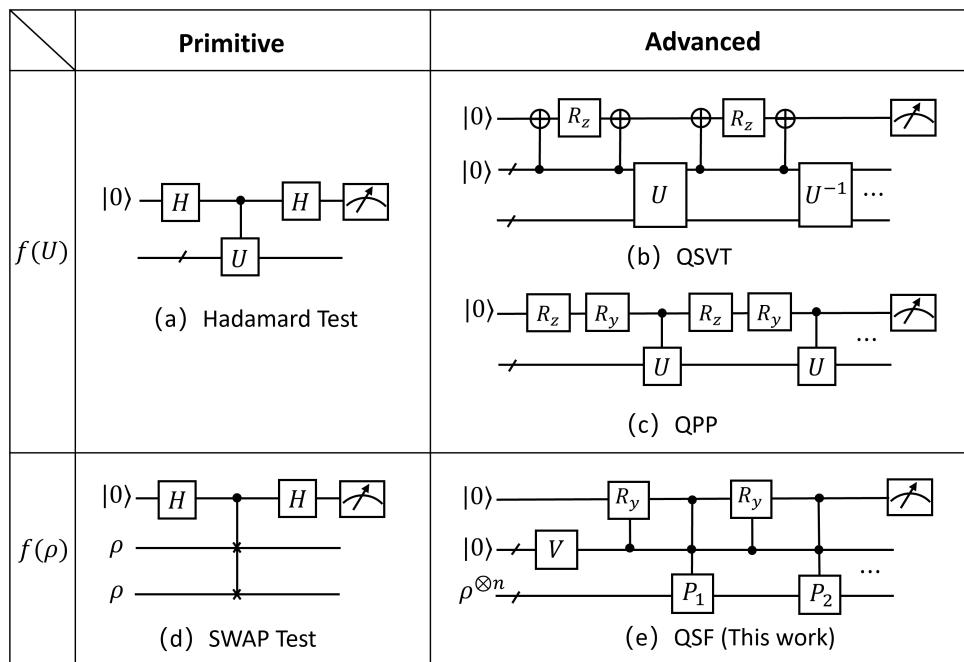 Primitive
Advanced
f(U)
|0⟩ H H
U
(a) Hadamard Test
|0⟩ R_z R_z
|0⟩ U U^{-1} ...
(b) QSVT
|0⟩ R_z R_y R_z R_y
U U ...
(c) QPP
f(ρ)
|0⟩ H H
ρ
ρ
(d) SWAP Test
|0⟩ R_y R_y
|0⟩ V
ρ^{⊗n} P_1 P_2 ...
(e) QSF (This work)